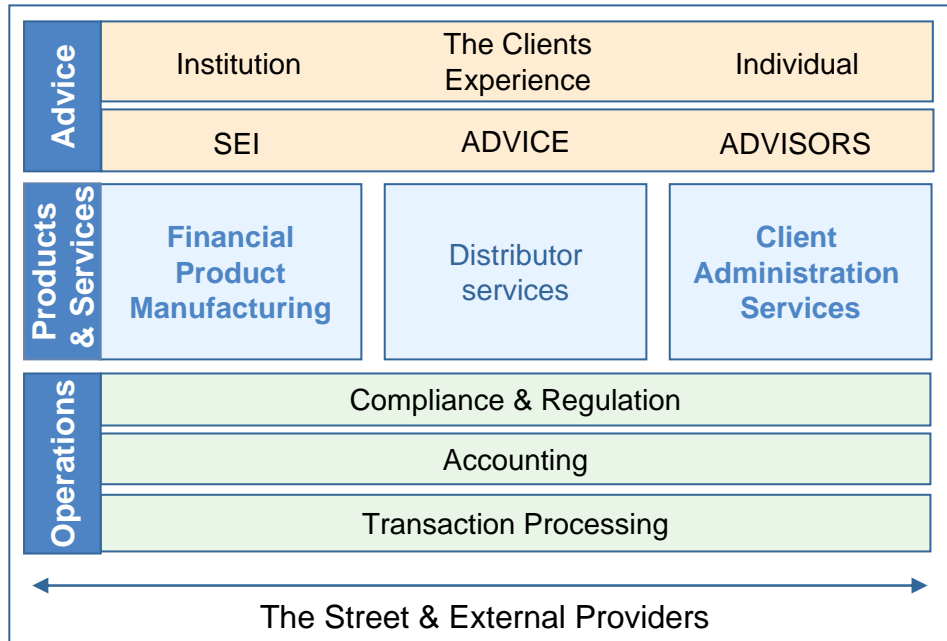 Advice
Institution
The Clients
Experience
Individual
SEI
ADVICE
ADVISORS
Products
& Services
Financial
Product
Manufacturing
Distributor
services
Client
Administration
Services
Operations
Compliance & Regulation
Accounting
Transaction Processing
The Street & External Providers